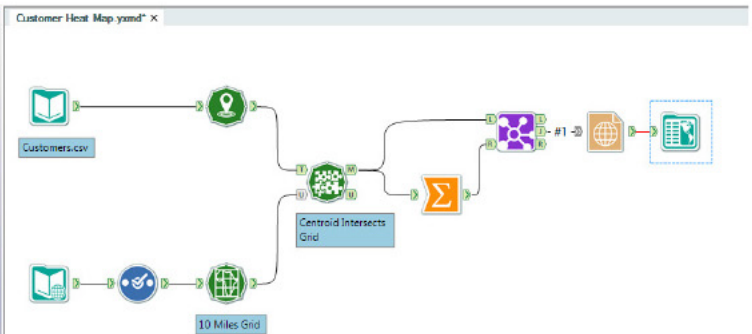 Customer Heat Map.yxmd* ×
L
L
J
R
R
#1
Customers.csv
T
M
U
U
Σ
Centroid Intersects
Grid
10 Miles Grid